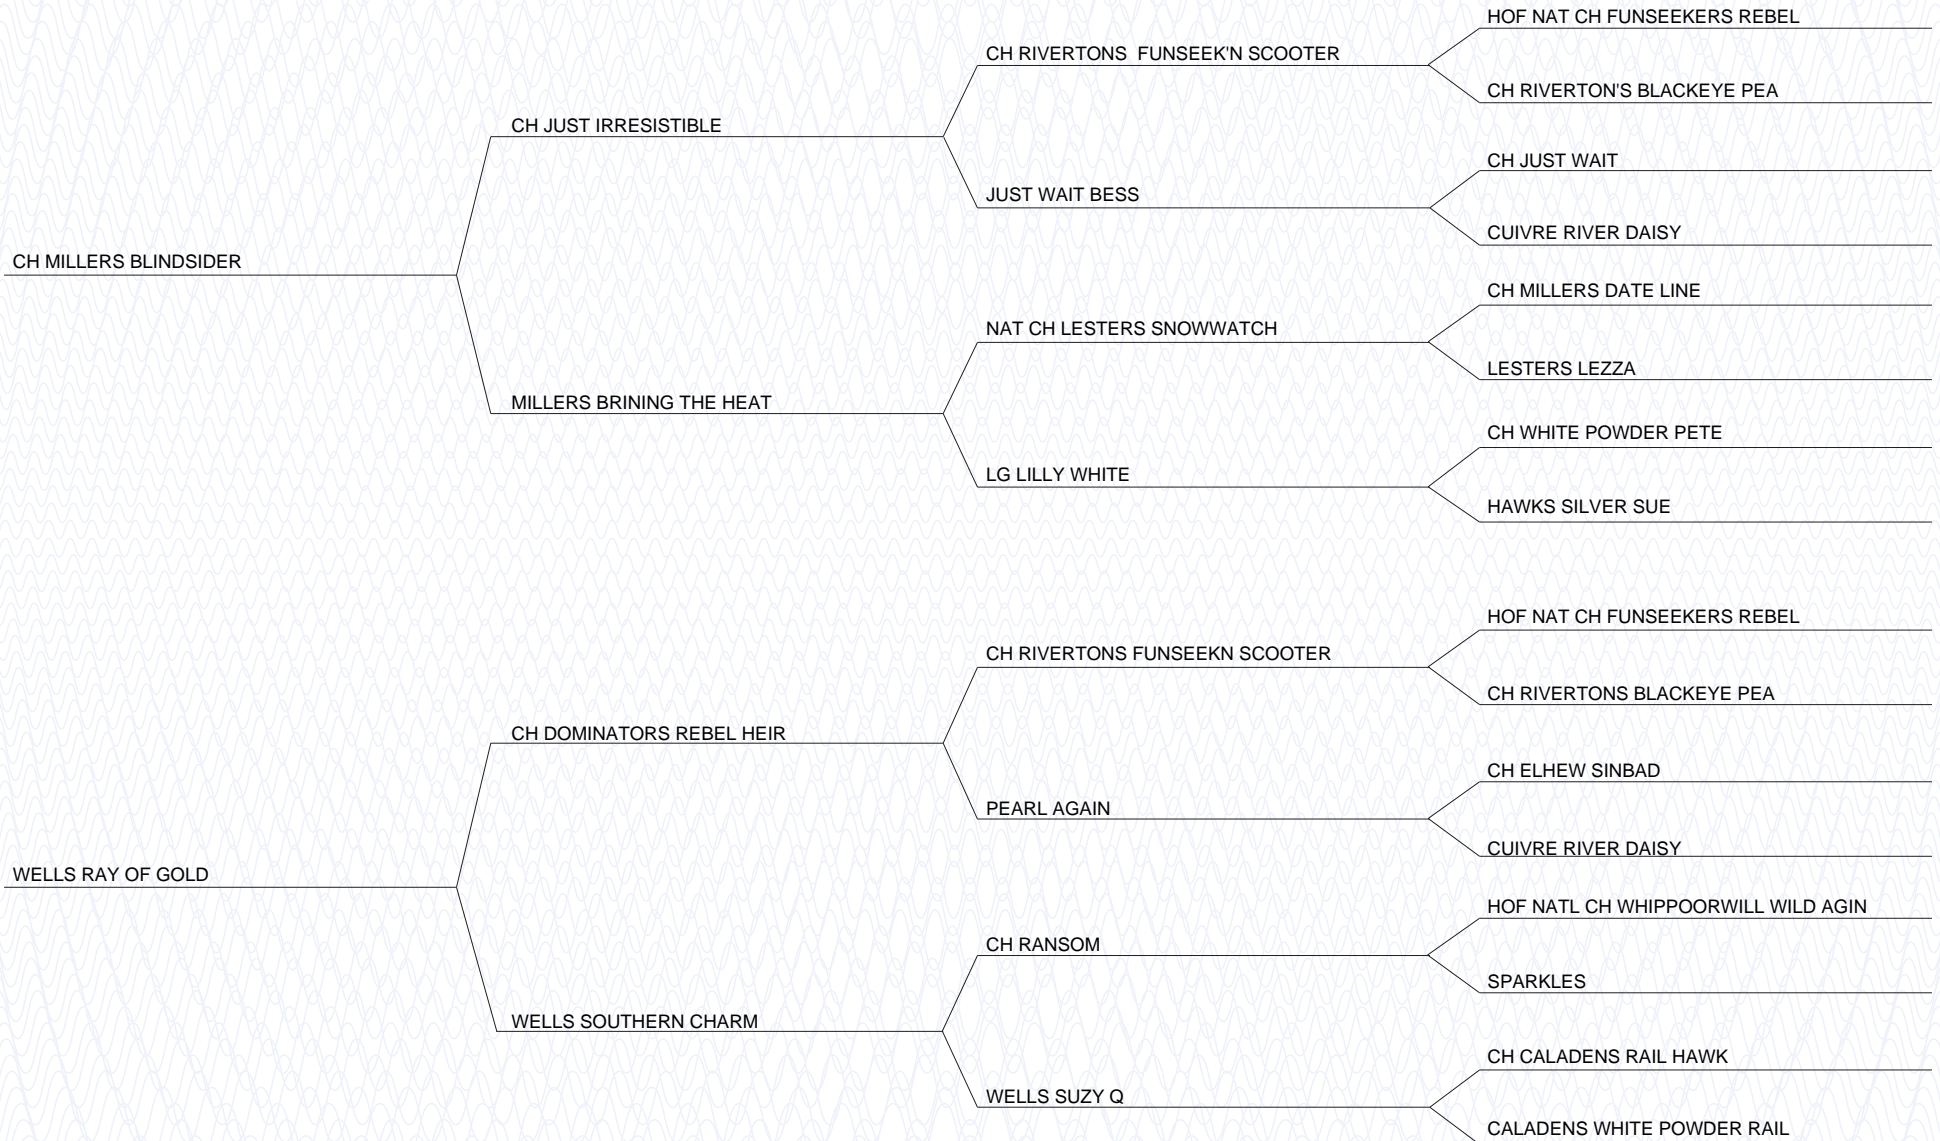 HOF NAT CH FUNSEEKERS REBEL
CH RIVERTONS  FUNSEEK'N SCOOTER
CH RIVERTON'S BLACKEYE PEA
CH JUST IRRESISTIBLE
CH JUST WAIT
JUST WAIT BESS
CUIVRE RIVER DAISY
CH MILLERS BLINDSIDER
CH MILLERS DATE LINE
NAT CH LESTERS SNOWWATCH
LESTERS LEZZA
MILLERS BRINING THE HEAT
CH WHITE POWDER PETE
LG LILLY WHITE
HAWKS SILVER SUE
HOF NAT CH FUNSEEKERS REBEL
CH RIVERTONS FUNSEEKN SCOOTER
CH RIVERTONS BLACKEYE PEA
CH DOMINATORS REBEL HEIR
CH ELHEW SINBAD
PEARL AGAIN
CUIVRE RIVER DAISY
WELLS RAY OF GOLD
HOF NATL CH WHIPPOORWILL WILD AGIN
CH RANSOM
SPARKLES
WELLS SOUTHERN CHARM
CH CALADENS RAIL HAWK
WELLS SUZY Q
CALADENS WHITE POWDER RAIL